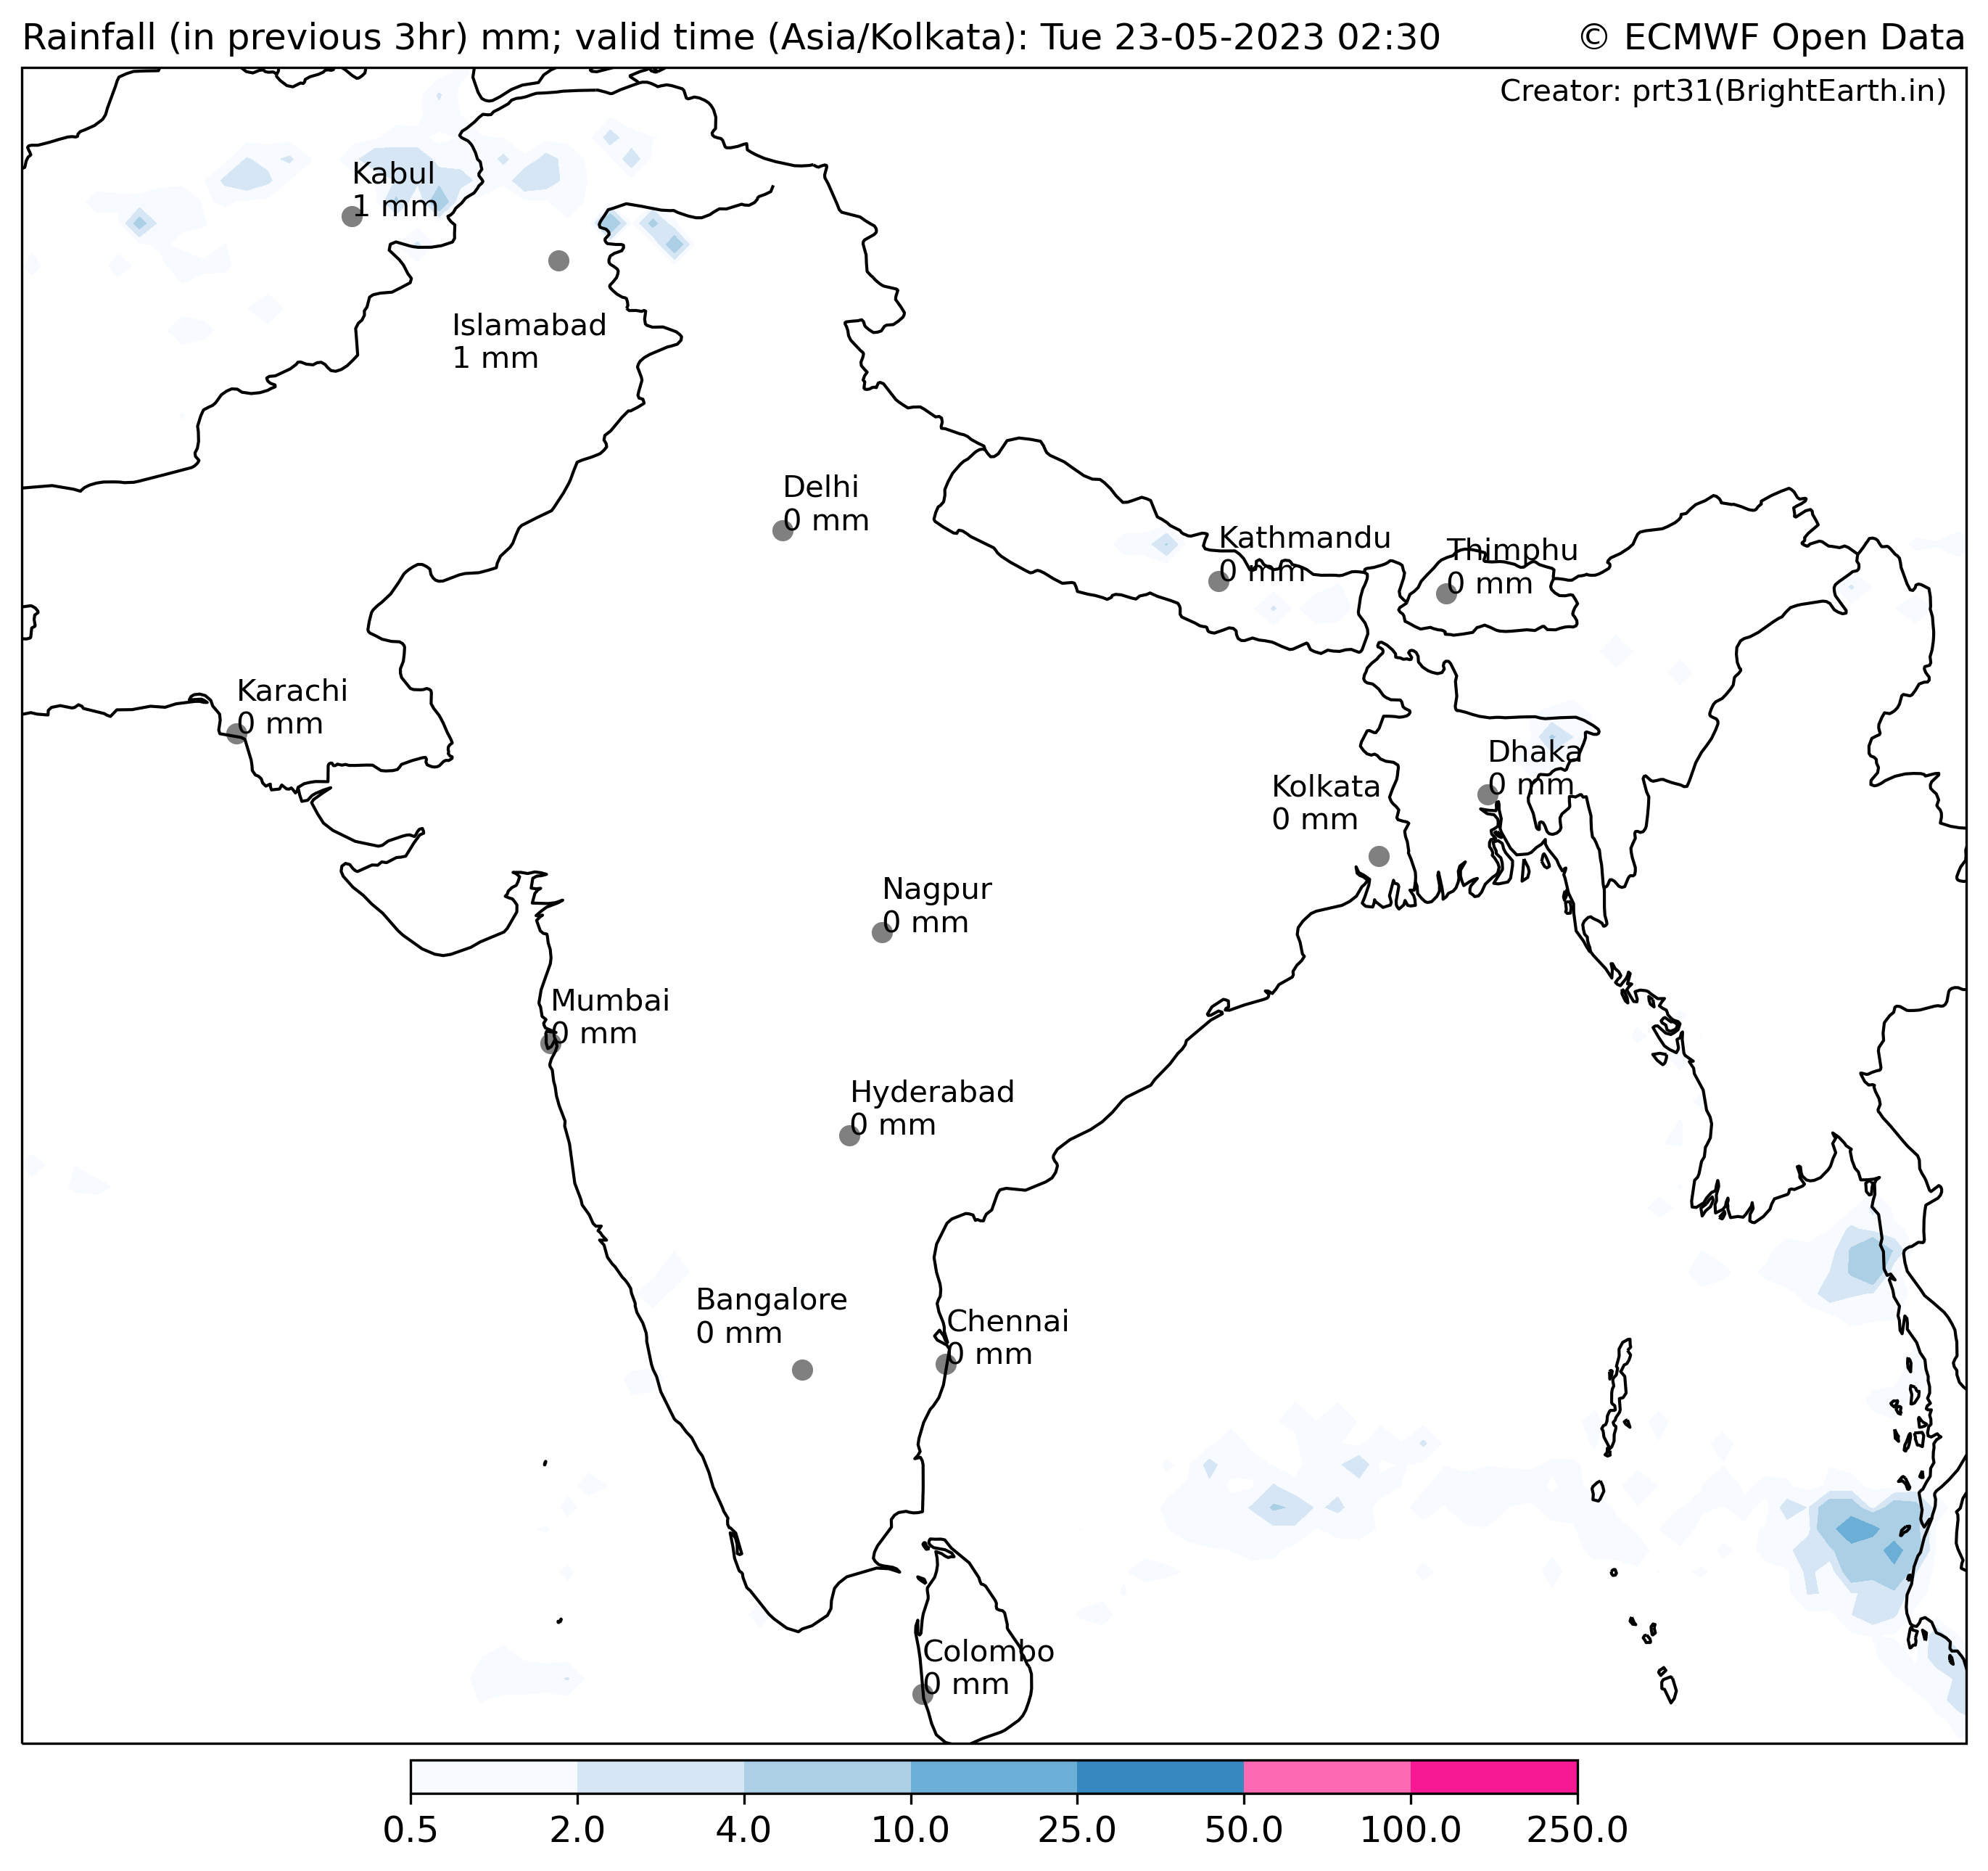 Rainfall (in previous 3hr) mm; valid time (Asia/Kolkata): Tue 23-05-2023 02:30
© ECMWF Open Data
Creator: prt31(BrightEarth.in)
Kabul
1 mm
Islamabad
1 mm
Delhi
0 mm
Kathmandu
0 mm
Thimphu
0 mm
Karachi
0 mm
Dhaka
0 mm
Kolkata
0 mm
Nagpur
0 mm
Mumbai
0 mm
Hyderabad
0 mm
Bangalore
0 mm
Chennai
0 mm
Colombo
0 mm
0.5 2.0 4.0 10.0 25.0 50.0 100.0 250.0